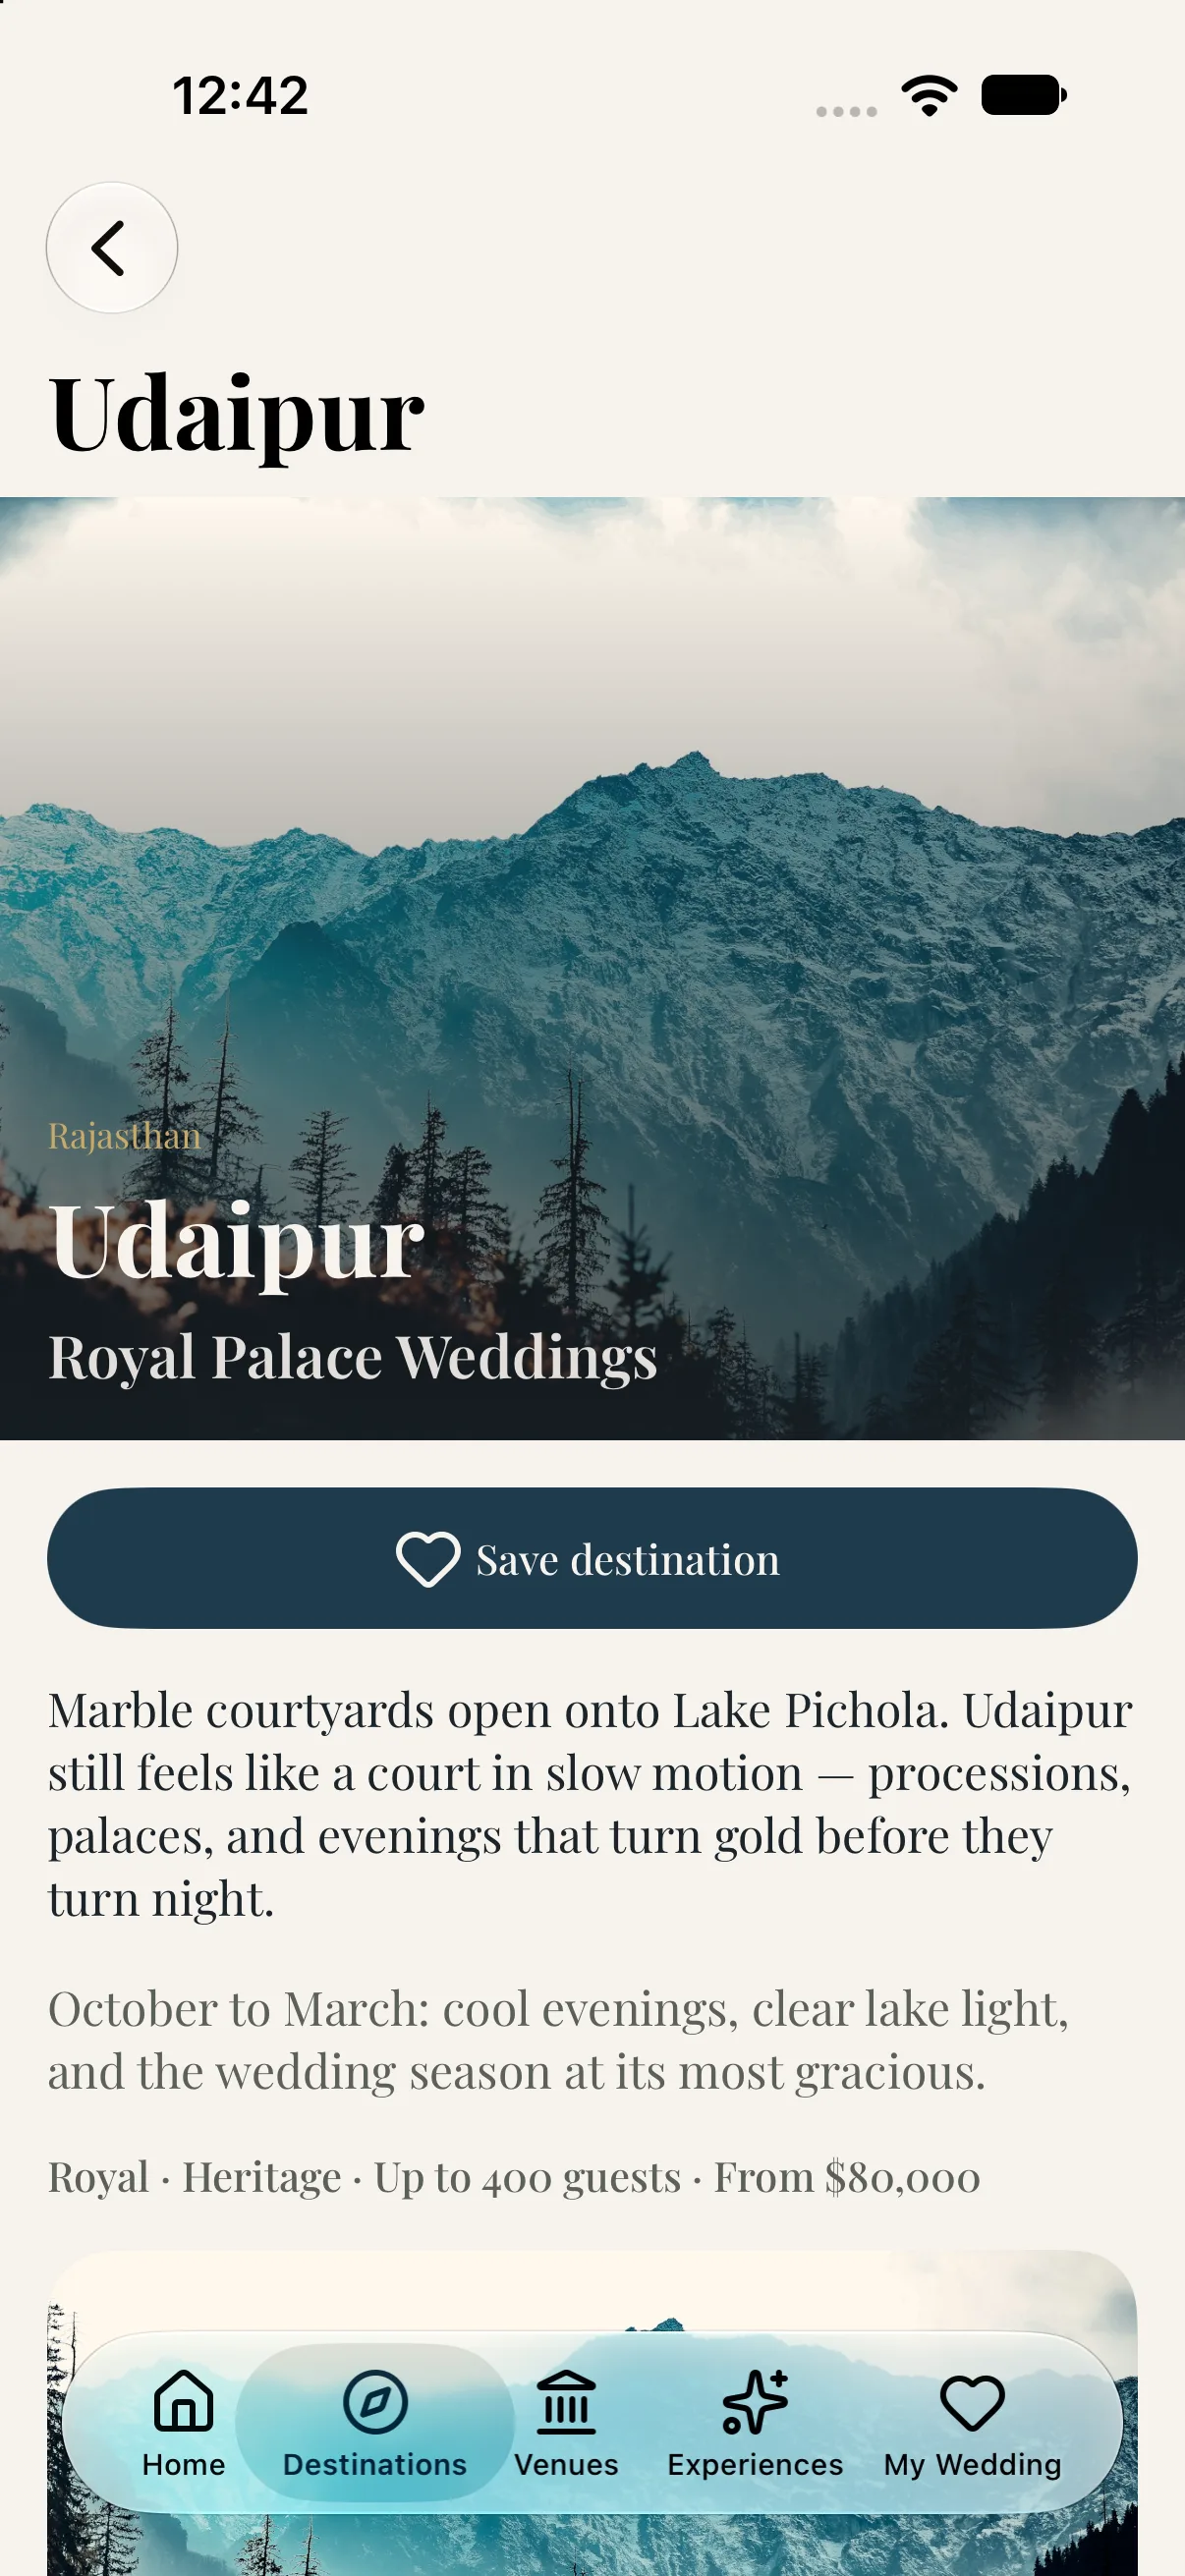 12:42
Udaipur
Rajasthan
Udaipur
Royal Palace Weddings
Save destination
Marble courtyards open onto Lake Pichola. Udaipur
still feels like a court in slow motion — processions,
palaces, and evenings that turn gold before they
turn night.
October to March: cool evenings, clear lake light,
and the wedding season at its most gracious.
Royal · Heritage · Up to 400 guests · From $80,000
Home
Destinations
Venues
Experiences
My Wedding